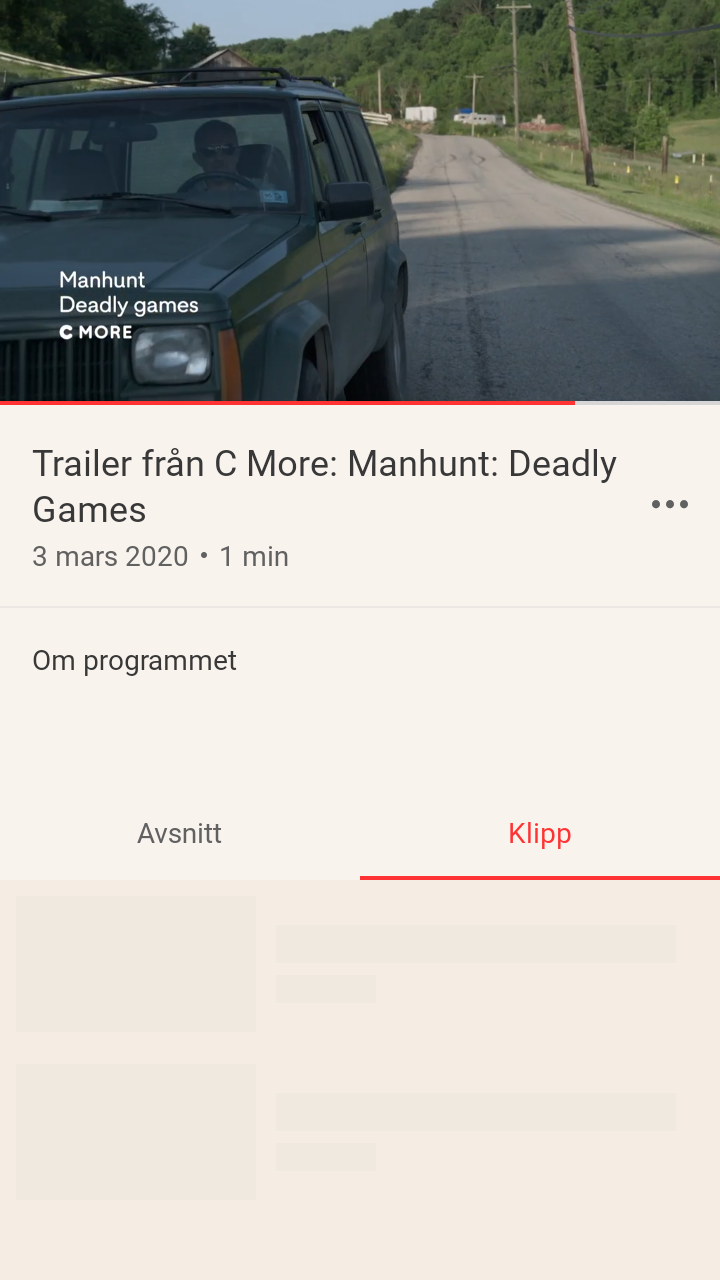 Manhunt
Deadly games
C MORE
Trailer från C More: Manhunt: Deadly
Games
3 mars 2020 • 1 min
Om programmet
Avsnitt
Klipp